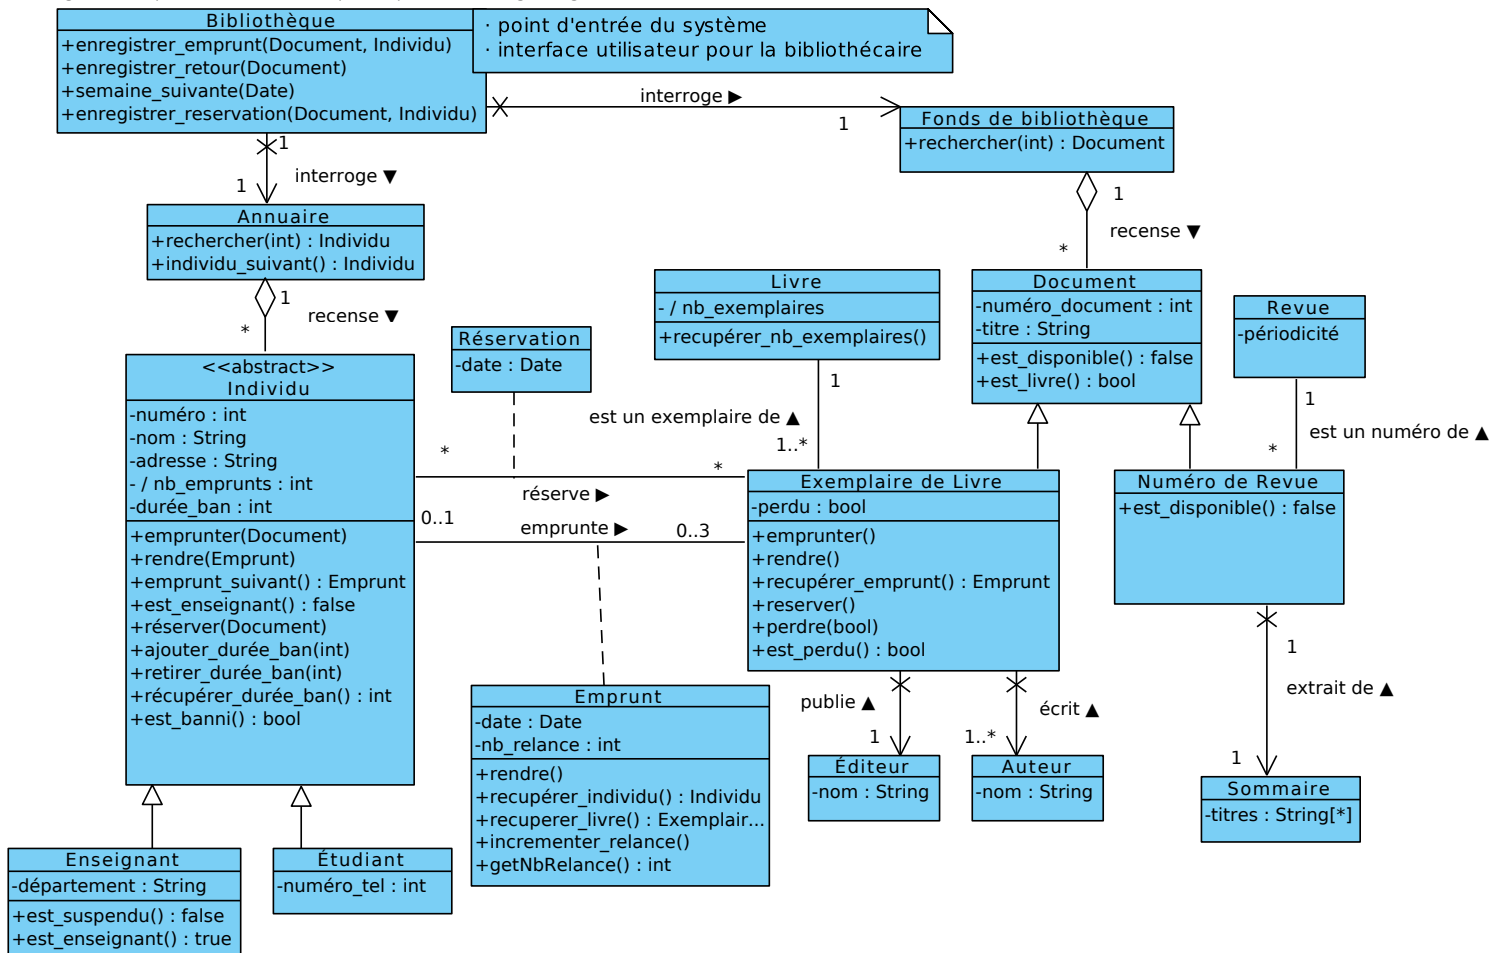 Bibliothèque
+enregistrer_emprunt(Document, Individu)
+enregistrer_retour(Document)
+semaine_suivante(Date)
+enregistrer_reservation(Document, Individu)
· point d'entrée du système
· interface utilisateur pour la bibliothécaire
interroge ▶
1
Fonds de bibliothèque
+rechercher(int) : Document
1
interroge ▼
1
Annuaire
+rechercher(int) : Individu
+individu_suivant() : Individu
1
recense ▼
*
1
recense ▼
*
Livre
- / nb_exemplaires
+recupérer_nb_exemplaires()
Document
-numéro_document : int
-titre : String
+est_disponible() : false
+est_livre() : bool
Revue
-périodicité
Réservation
-date : Date
<<abstract>>
Individu
-numéro : int
-nom : String
-adresse : String
- / nb_emprunts : int
-durée_ban : int
+emprunter(Document)
+rendre(Emprunt)
+emprunt_suivant() : Emprunt
+est_enseignant() : false
+réserver(Document)
+ajouter_durée_ban(int)
+retirer_durée_ban(int)
+récupérer_durée_ban() : int
+est_banni() : bool
1
est un exemplaire de ▲
1..*
1
est un numéro de ▲
*
*
*
réserve ▶
0..1
emprunte ▶
0..3
Exemplaire de Livre
-perdu : bool
+emprunter()
+rendre()
+recupérer_emprunt() : Emprunt
+reserver()
+perdre(bool)
+est_perdu() : bool
Numéro de Revue
+est_disponible() : false
1
extrait de ▲
1
publie ▲
1
écrit ▲
1..*
Emprunt
-date : Date
-nb_relance : int
+rendre()
+recupérer_individu() : Individu
+recuperer_livre() : Exemplair...
+incrementer_relance()
+getNbRelance() : int
Éditeur
-nom : String
Auteur
-nom : String
Sommaire
-titres : String[*]
Enseignant
-département : String
+est_suspendu() : false
+est_enseignant() : true
Étudiant
-numéro_tel : int